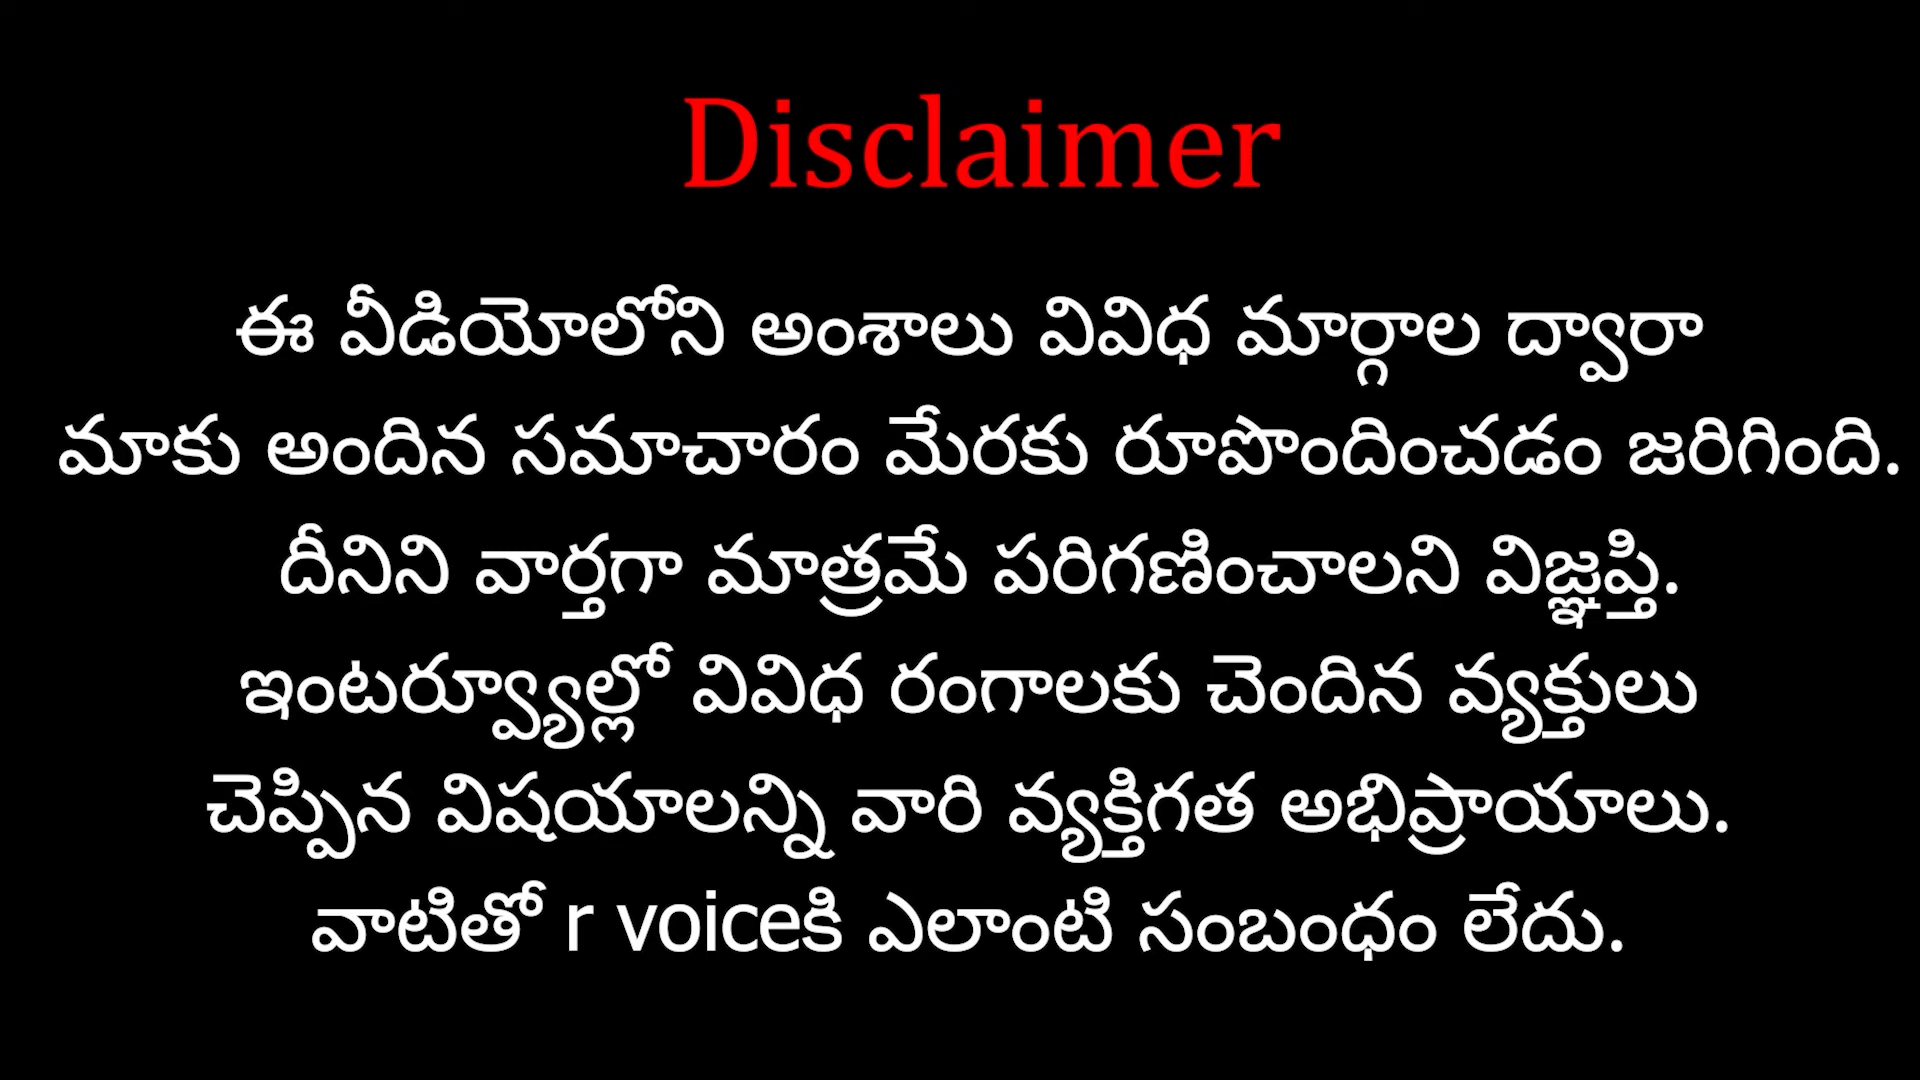 Disclaimer
ఈ వీడియోలోని అంశాలు వివిధ మార్గాల ద్వారా
మాకు అందిన సమాచారం మేరకు రూపొందించడం జరిగింది.
దీనిని వార్తగా మాత్రమే పరిగణించాలని విజ్ఞప్తి.
ఇంటర్వ్యూల్లో వివిధ రంగాలకు చెందిన వ్యక్తులు
చెప్పిన విషయాలన్ని వారి వ్యక్తిగత అభిప్రాయాలు.
వాటితో r voiceకి ఎలాంటి సంబంధం లేదు.